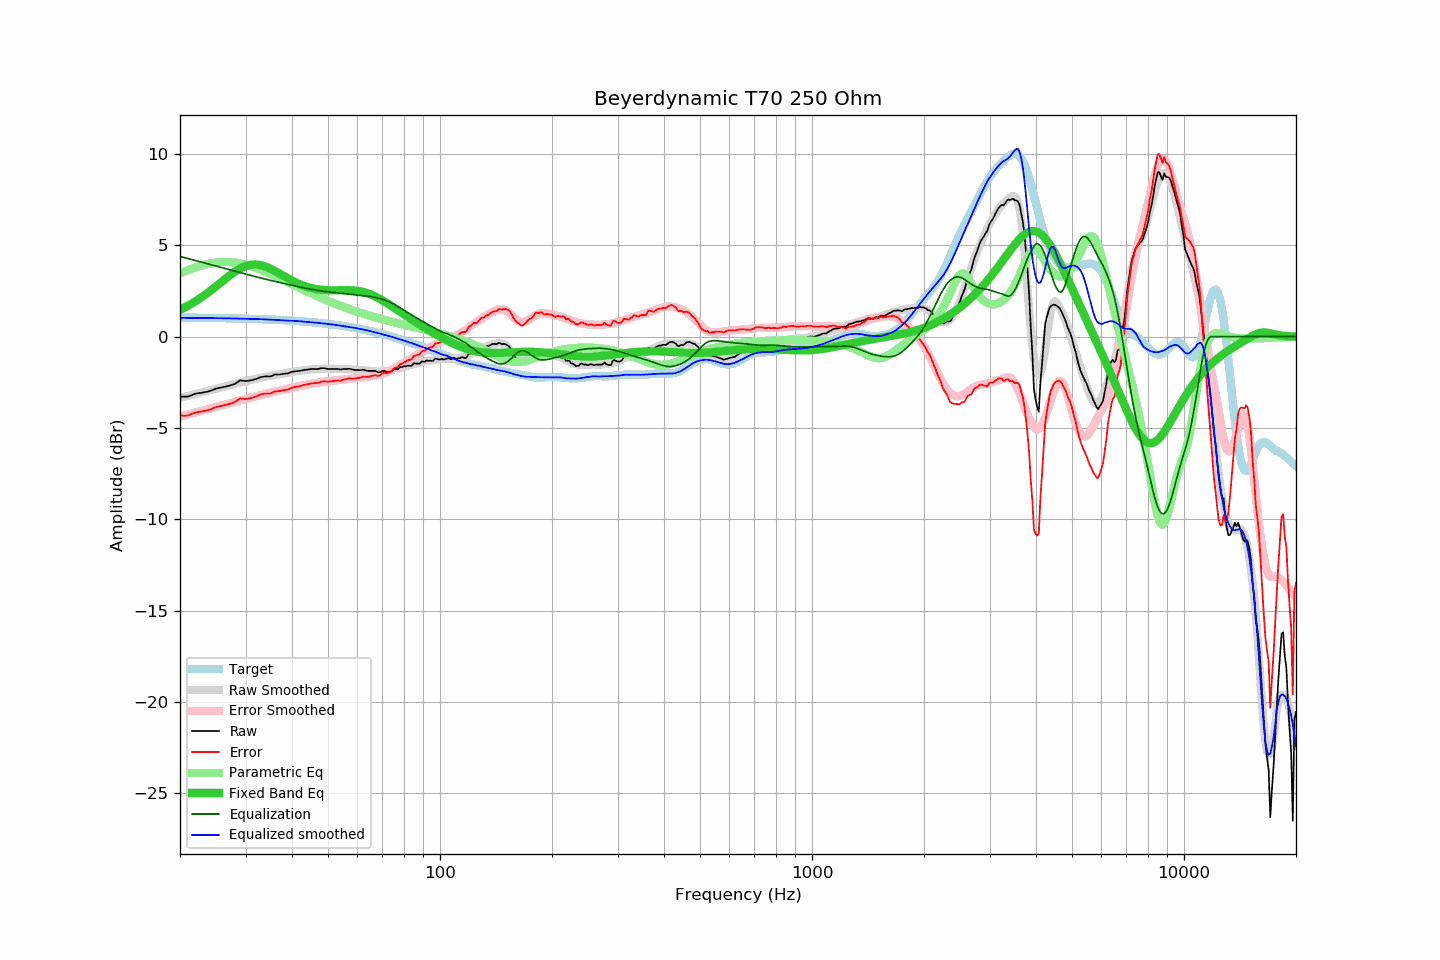 Beyerdynamic T70 250 Ohm
Amplitude (dBr)
10
5
0
−5
−10
−15
−20
−25
Target
Raw Smoothed
Error Smoothed
Raw
Error
Parametric Eq
Fixed Band Eq
Equalization
Equalized smoothed
100
1000
10000
Frequency (Hz)